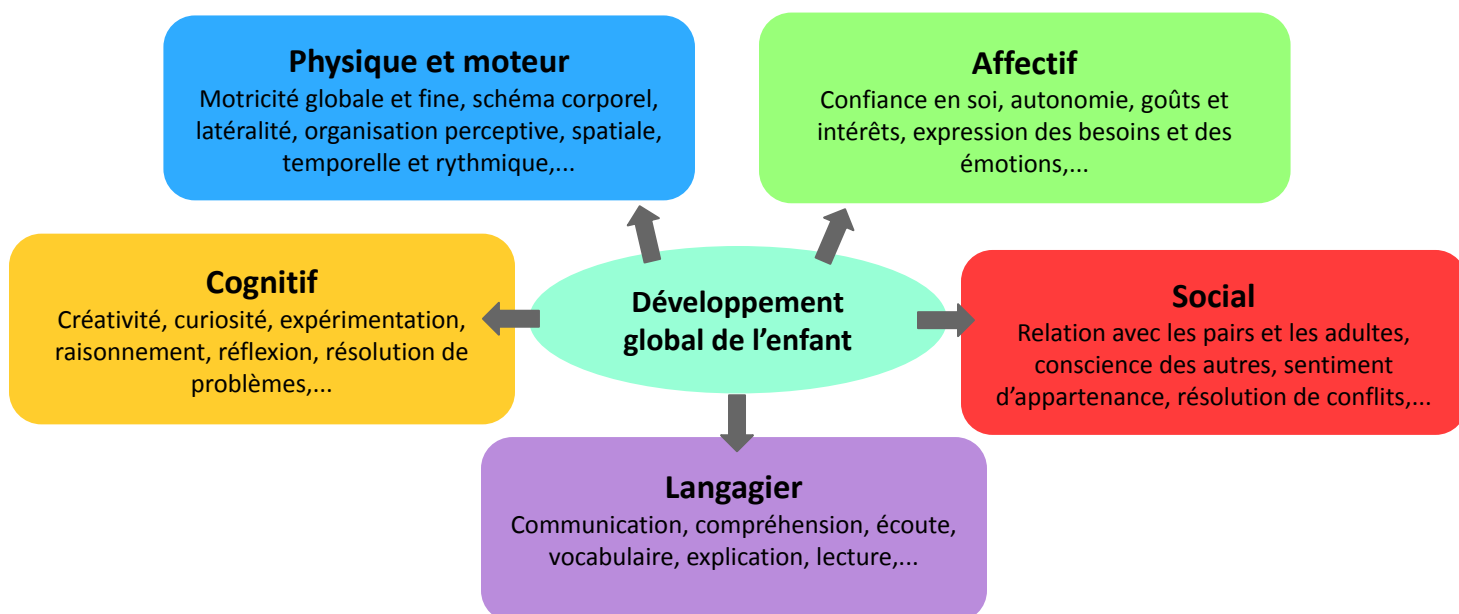 Physique et moteur
Motricité globale et fine, schéma corporel,
latéralité, organisation perceptive, spatiale,
temporelle et rythmique,...
Affectif
Confiance en soi, autonomie, goûts et
intérêts, expression des besoins et des
émotions,...
Cognitif
Créativité, curiosité, expérimentation,
raisonnement, réflexion, résolution de
problèmes,...
Développement
global de l’enfant
Social
Relation avec les pairs et les adultes,
conscience des autres, sentiment
d’appartenance, résolution de conflits,...
Langagier
Communication, compréhension, écoute,
vocabulaire, explication, lecture,...